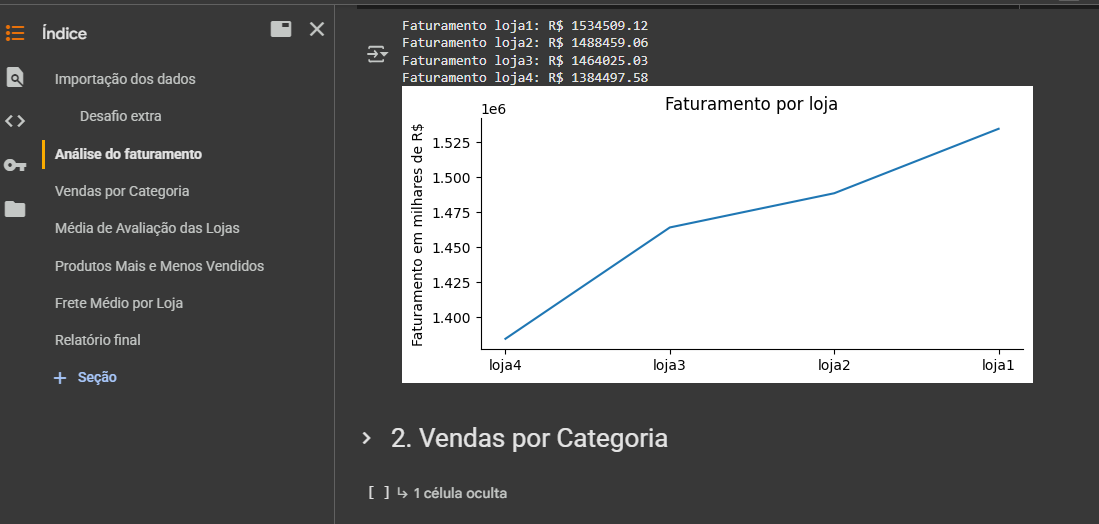 Índice
Importação dos dados
Desafio extra
Análise do faturamento
Vendas por Categoria
Média de Avaliação das Lojas
Produtos Mais e Menos Vendidos
Frete Médio por Loja
Relatório final
+ Seção
Faturamento loja1: R$ 1534509.12
Faturamento loja2: R$ 1488459.06
Faturamento loja3: R$ 1464025.03
Faturamento loja4: R$ 1384497.58
Faturamento por loja
1e6
Faturamento em milhares de R$
1.525
1.500
1.475
1.450
1.425
1.400
loja4 loja3 loja2 loja1
2. Vendas por Categoria
[ ] ↳ 1 célula oculta